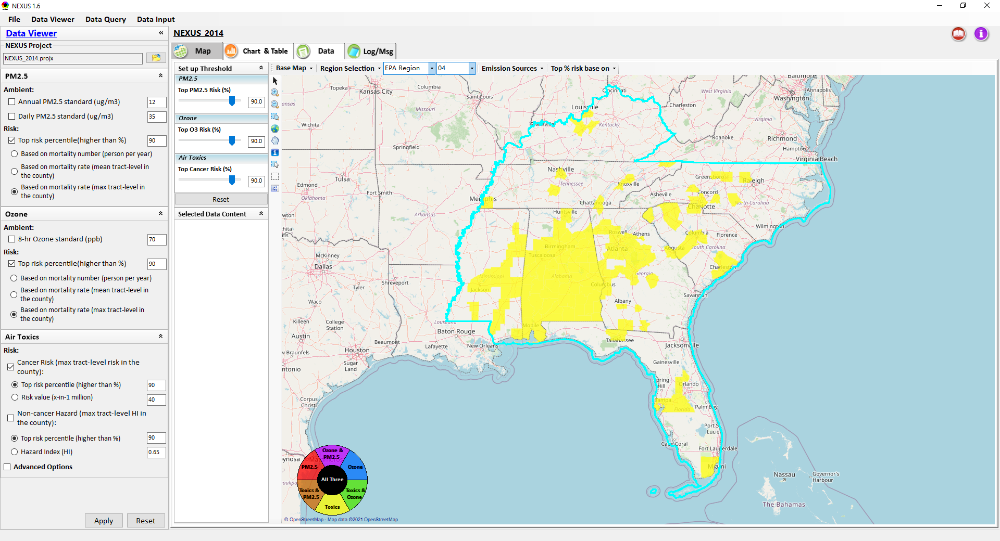 NEXUS 1.6
File Data Viewer Data Query Data Input
Data Viewer «
NEXUS Project
NEXUS_2014.projx
PM2.5
Ambient:
Annual PM2.5 standard (ug/m3) 12
Daily PM2.5 standard (ug/m3) 35
Risk:
Top risk percentile(higher than %) 90
Based on mortality number (person per year)
Based on mortality rate (mean tract-level in
the county)
Based on mortality rate (max tract-level in
the county)
Ozone
Ambient:
8-hr Ozone standard (ppb) 70
Risk:
Top risk percentile(higher than %) 90
Based on mortality number (person per year)
Based on mortality rate (mean tract-level in
the county)
Based on mortality rate (max tract-level in
the county)
Air Toxics
Risk:
Cancer Risk (max tract-level risk in the
county):
Top risk percentile (higher than %) 90
Risk value (x-in-1 million) 40
Non-cancer Hazard (max tract-level HI in
the county):
Top risk percentile (higher than %) 90
Hazard Index (HI) 0.65
Advanced Options
Apply Reset
NEXUS_2014
Map Chart & Table Data Log/Msg
Set up Threshold
PM2.5
Top PM2.5 Risk (%)
90.0
Ozone
Top O3 Risk (%)
90.0
Air Toxics
Top Cancer Risk (%)
90.0
Reset
Selected Data Content
Base Map Region Selection EPA Region 04 Emission Sources Top % risk base on
Topeka
Kansas City
Columbia
Saint Louis
Cincinnati
West Virginia
Baltimore
Annapolis
Washington
ansas
Missouri
Louisville
Charleston
Wichita
Evansville
Kentucky
Virginia
Roanoke
Richmond
Springfield
Hampton
Virginia Beach
Nashville
Tulsa
Edmond
Tennessee
Knoxville
Greensboro
Raleigh
Oklahoma
Fort Smith
Memphis
Chattanooga
Asheville
Concord
North Carolina
Charlotte
Arkansas
Huntsville
wton
Wilmington
chita
alls
Roswell
Athens
Columbia
Florence
Birmingham
Tuscaloosa
Atlanta
Augusta
South Carolina
McKinney
Dallas
Charleston
Mississippi
Alabama
Georgia
Tyler
Shreveport
Jackson
Columbus
Savannah
Waco
Albany
Killeen
College
Station
Louisiana
Mobile
Baton Rouge
Austin
Tallahassee
Jacksonville
Beaumont
Lafayette
New Orleans
w Braunfels
Houston
Gainesville
Sugar
Land
ntonio
Spring
Hill
Orlando
Corpus
Christi
Tampa
Palm Bay
Florida
Port St.
Lucie
Cape Coral
Fort Lauderdale
eynosa
Matamoros
Miami
Nassau
Governor's
Harbour
The Bahamas
aulipas
Ozone &
PM2.5
PM2.5
Ozone
All Three
Toxics &
PM2.5
Toxics &
Ozone
Toxics
© OpenStreetMap - Map data ©2021 OpenStreetMap